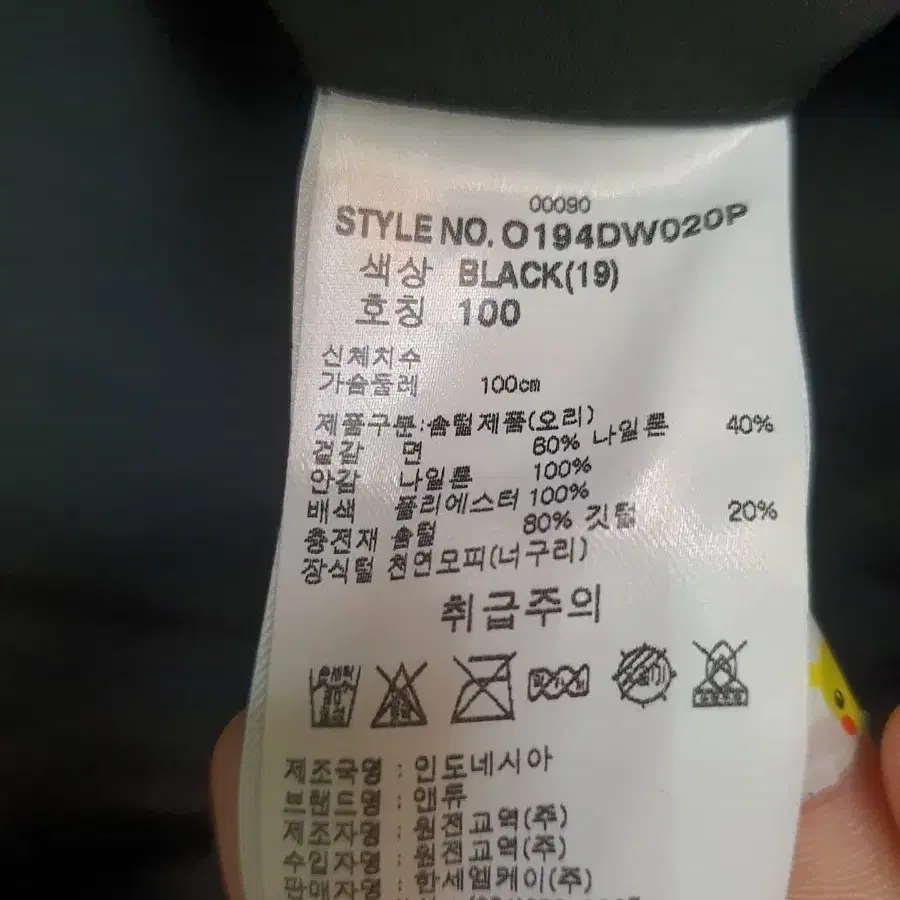 00090
STYLE NO. O194DW020P
색상 BLACK(19)
호칭 100
신체치수
가슴둘레 100cm
제품구분:솜털제품(오리)
겉감 면 60% 나일론 40%
안감 나일론 100%
배색 폴리에스터 100%
충전재 솜털 80% 깃털 20%
장식털 천연모피(너구리)
취급주의
제조국명 : 인도네시아
브랜드명 : 앤듀
제조자명 : 원전교역(주)
수입자명 : 원전교역(주)
판매자명 : 한세엠케이(주)